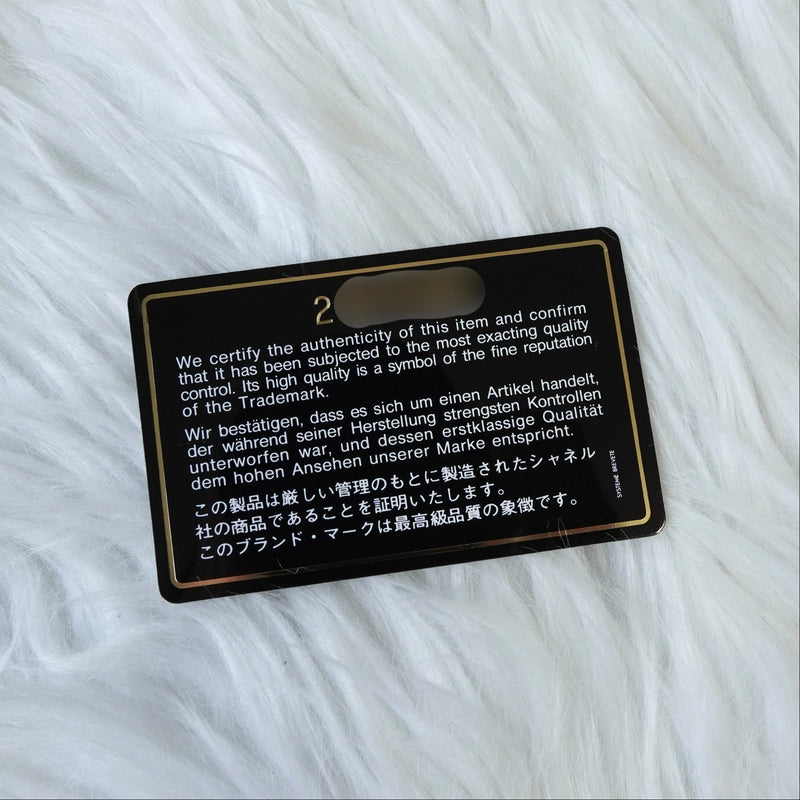 2
We certify the authenticity of this item and confirm
that it has been subjected to the most exacting quality
control. Its high quality is a symbol of the fine reputation
of the Trademark.
Wir bestätigen, dass es sich um einen Artikel handelt,
der während seiner Herstellung strengsten Kontrollen
unterworfen war, und dessen erstklassige Qualität
dem hohen Ansehen unserer Marke entspricht.
この製品は厳しい管理のもとに製造されたシャネル
社の商品であることを証明いたします。
このブランド・マークは最高級品質の象徴です。
SYSTEME BREVETE